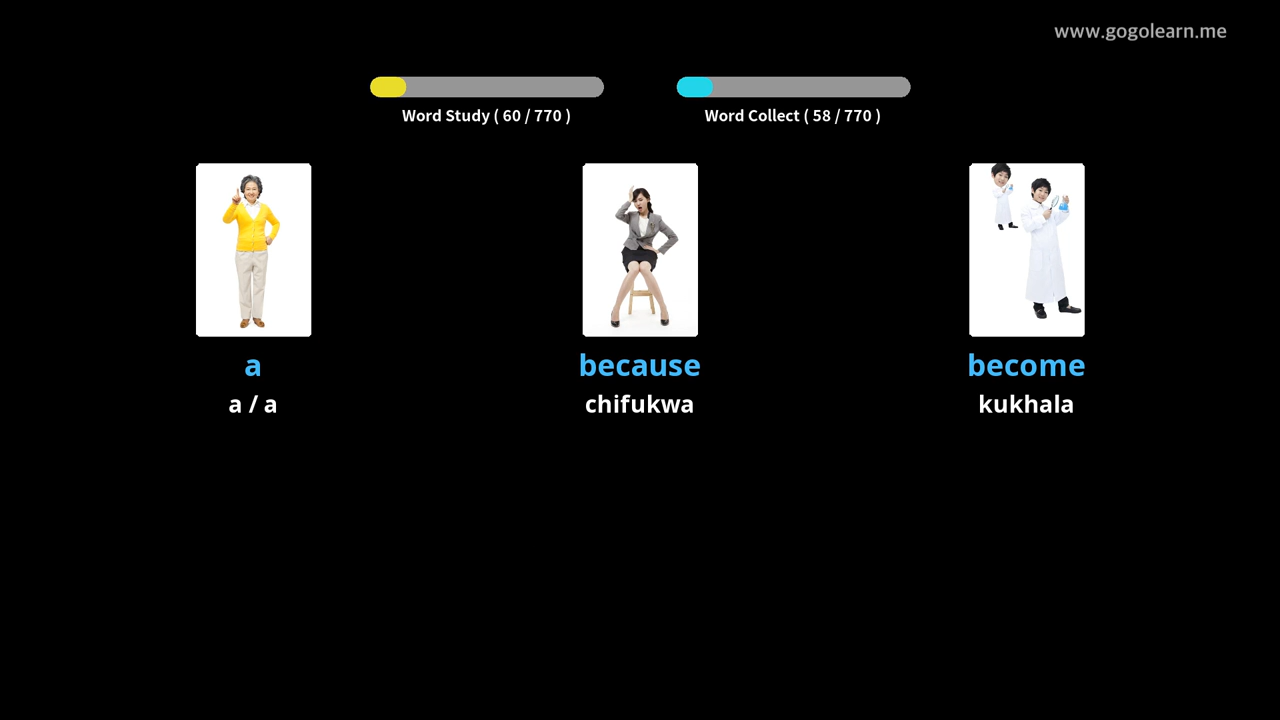 www.gogolearn.me
Word Study ( 60 / 770 )
Word Collect ( 58 / 770 )
a
a / a
because
chifukwa
become
kukhala